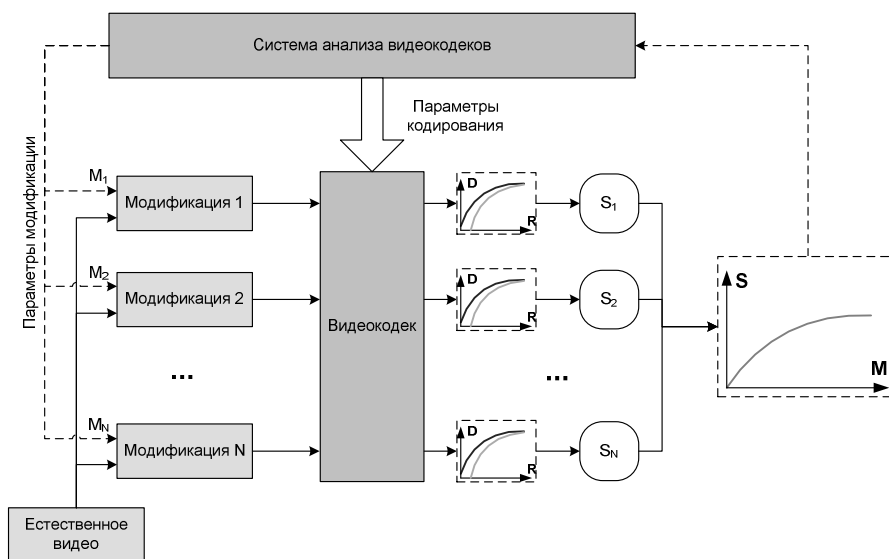 Система анализа видеокодеков
Параметры
кодирования
Параметры модификации
M1
Модификация 1
D
R
S1
M2
Модификация 2
D
R
S2
Видеокодек
S
M
...
...
MN
Модификация N
D
R
SN
Естественное
видео